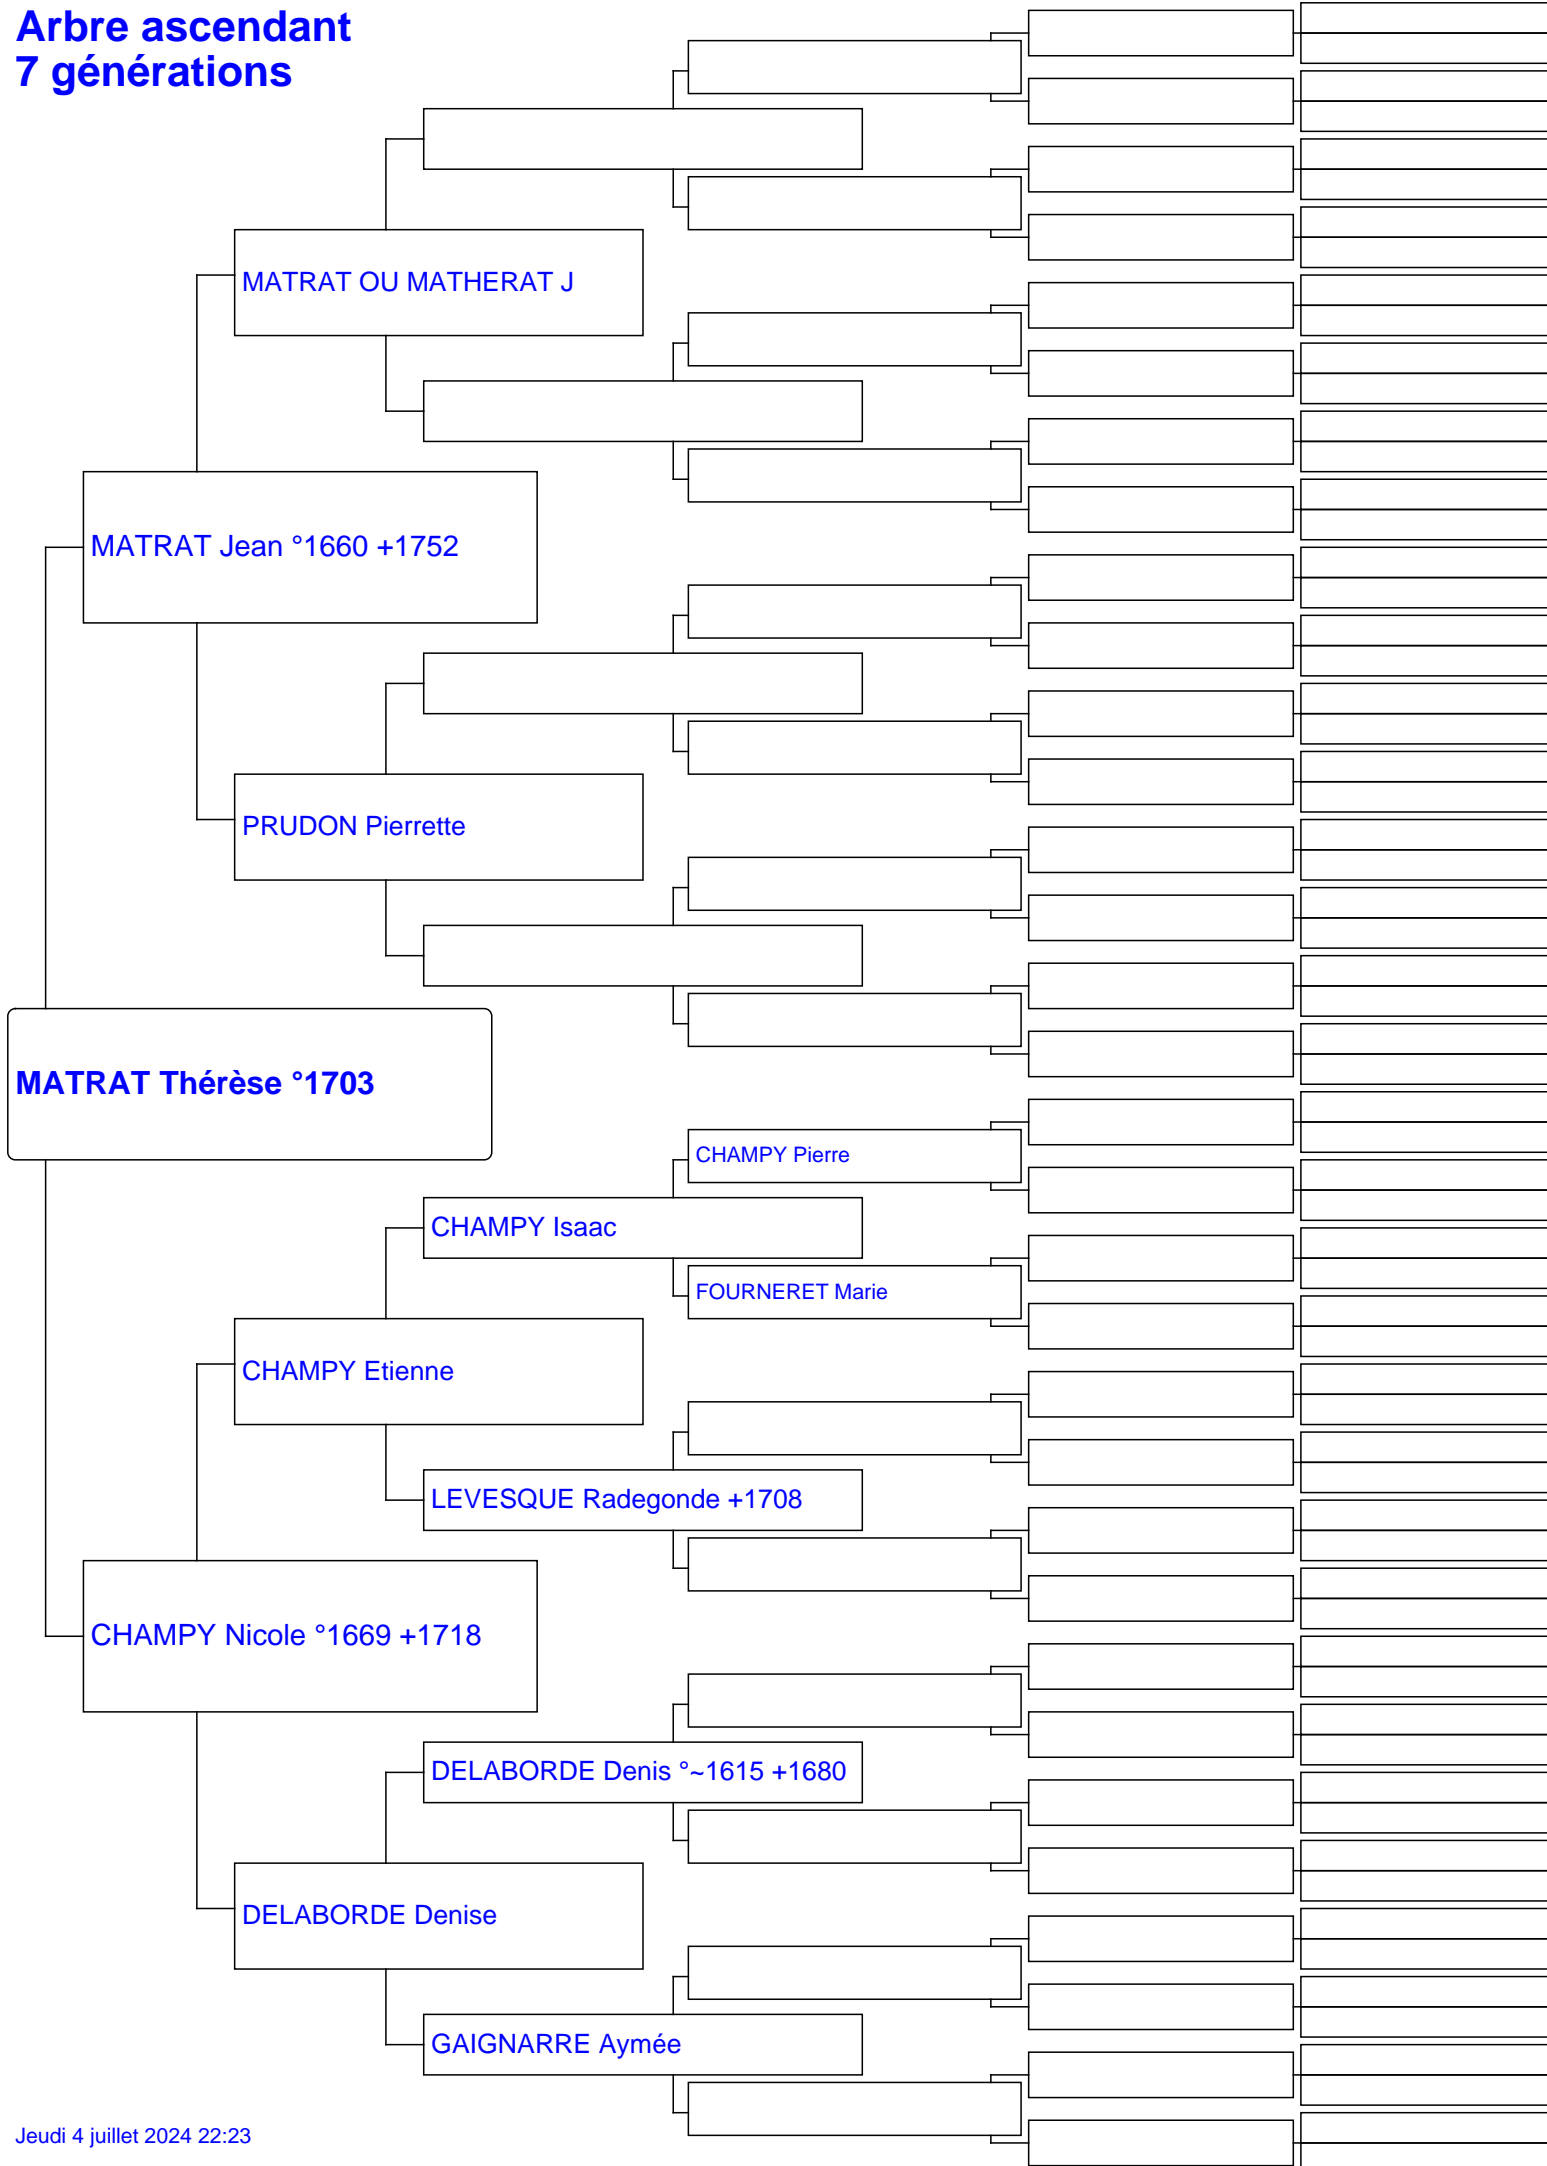 Arbre ascendant
7 générations
MATRAT OU MATHERAT J
MATRAT Jean °1660 +1752
PRUDON Pierrette
MATRAT Thérèse °1703
CHAMPY Pierre
CHAMPY Isaac
FOURNERET Marie
CHAMPY Etienne
LEVESQUE Radegonde +1708
CHAMPY Nicole °1669 +1718
DELABORDE Denis °~1615 +1680
DELABORDE Denise
GAIGNARRE Aymée
Jeudi 4 juillet 2024 22:23